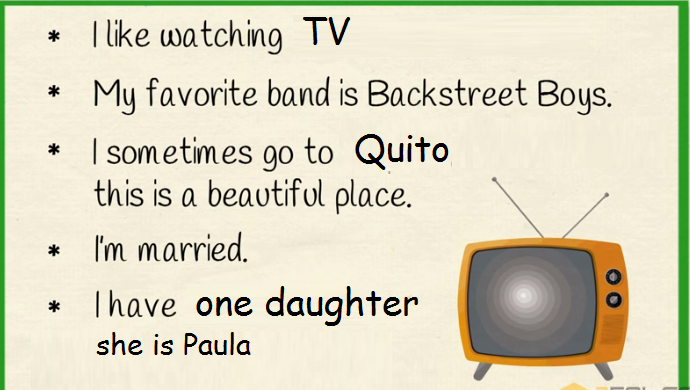 * I like watching TV
* My favorite band is Backstreet Boys.
* I sometimes go to Quito
this is a beautiful place.
* I'm married.
* I have one daughter
she is Paula